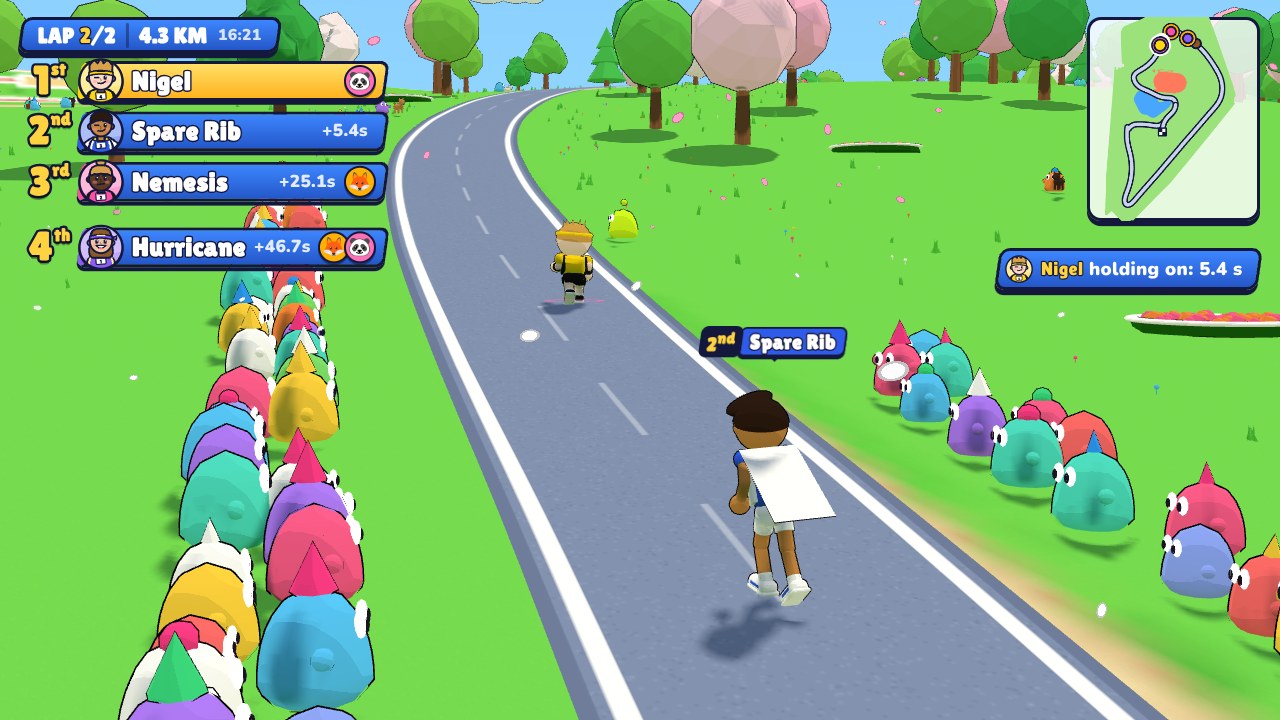 LAP 2/2 4.3 KM 16:21
1st Nigel
2nd Spare Rib +5.4s
3rd Nemesis +25.1s
4th Hurricane +46.7s
Nigel holding on: 5.4 s
2nd Spare Rib